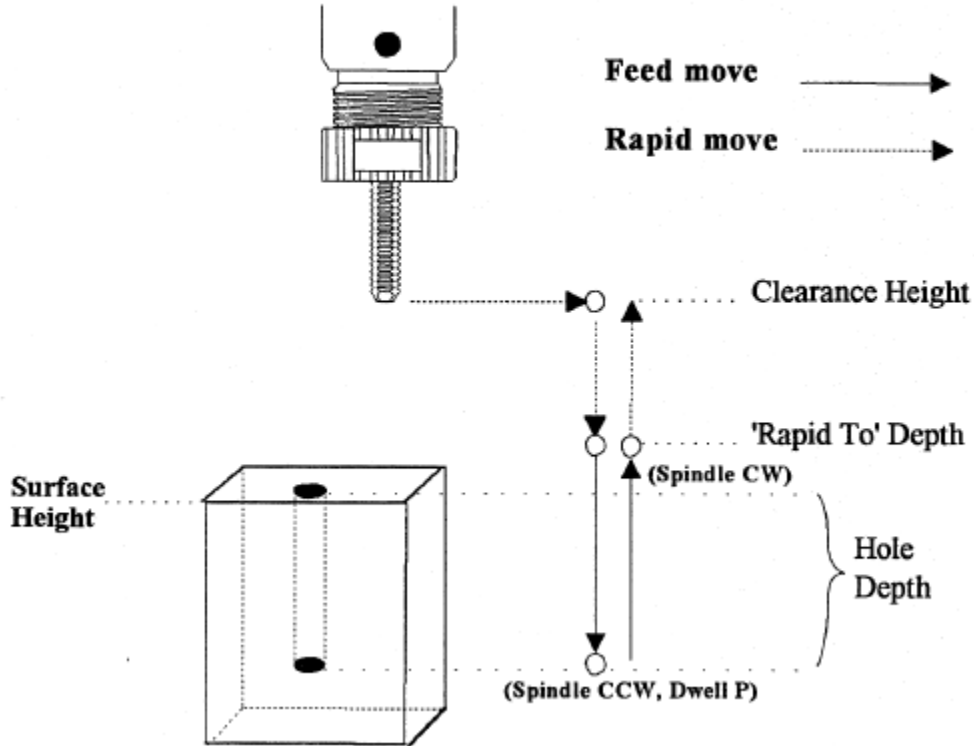 Feed move
Rapid move
Clearance Height
'Rapid To' Depth
(Spindle CW)
Surface
Height
Hole
Depth
(Spindle CCW, Dwell P)